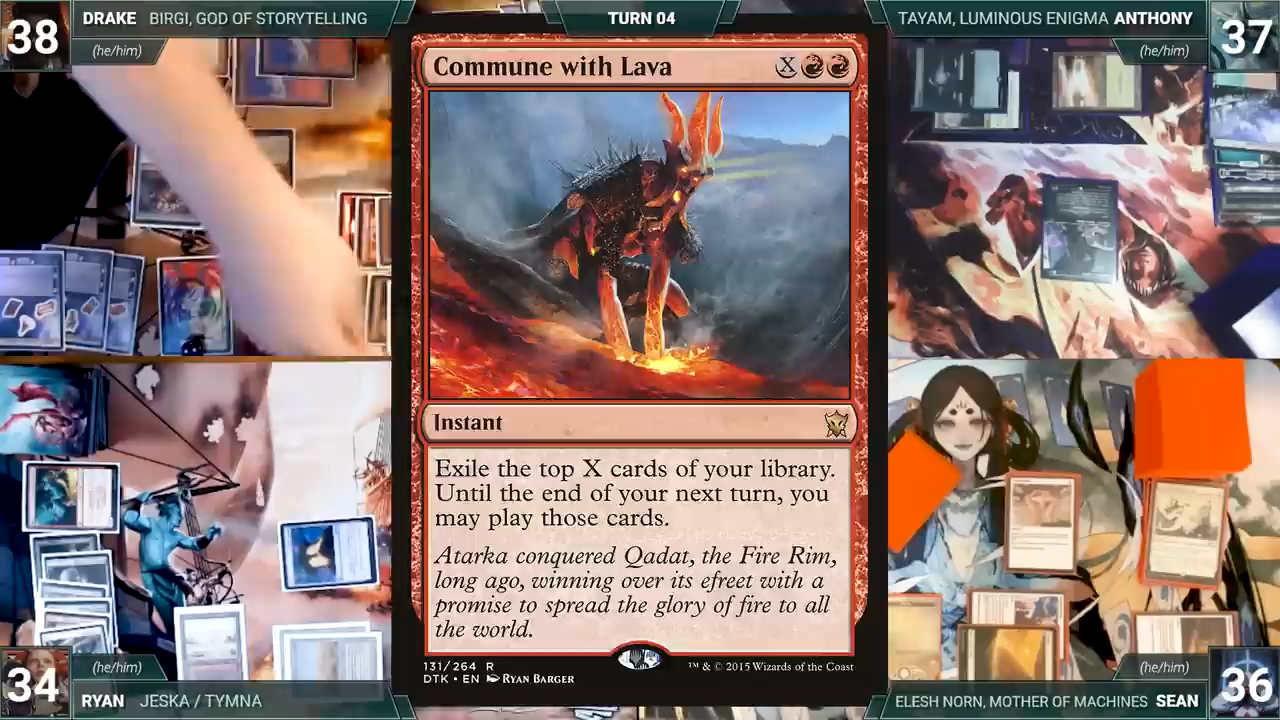 38
DRAKE BIRGI, GOD OF STORYTELLING
(he/him)
TURN 04
TAYAM, LUMINOUS ENIGMA ANTHONY
(he/him)
37
Commune with Lava X
Instant
Exile the top X cards of your library.
Until the end of your next turn, you
may play those cards.
Atarka conquered Qadat, the Fire Rim,
long ago, winning over its efreet with a
promise to spread the glory of fire to all
the world.
131/264 R
DTK • EN RYAN BARGER
™ & © 2015 Wizards of the Coast
34
(he/him)
RYAN JESKA / TYMNA
(he/him)
ELESH NORN, MOTHER OF MACHINES SEAN
36